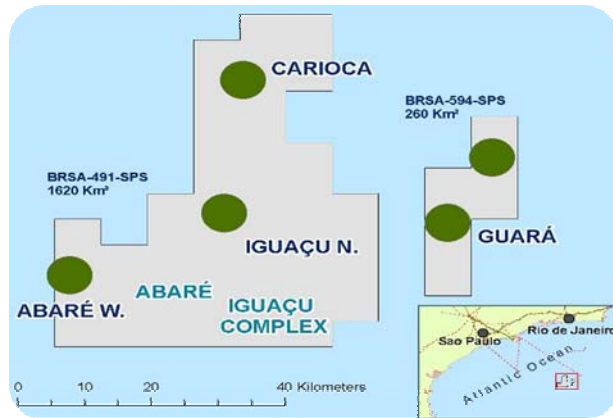 CARIOCA
BRSA-594-SPS
260 Km²
BRSA-491-SPS
1620 Km²
GUARÁ
IGUAÇU N.
ABARÉ
IGUAÇU
COMPLEX
ABARÉ W.
Rio de Janeiro
Sao Paulo
Atlantic Ocean
0 10 20 40 Kilometers